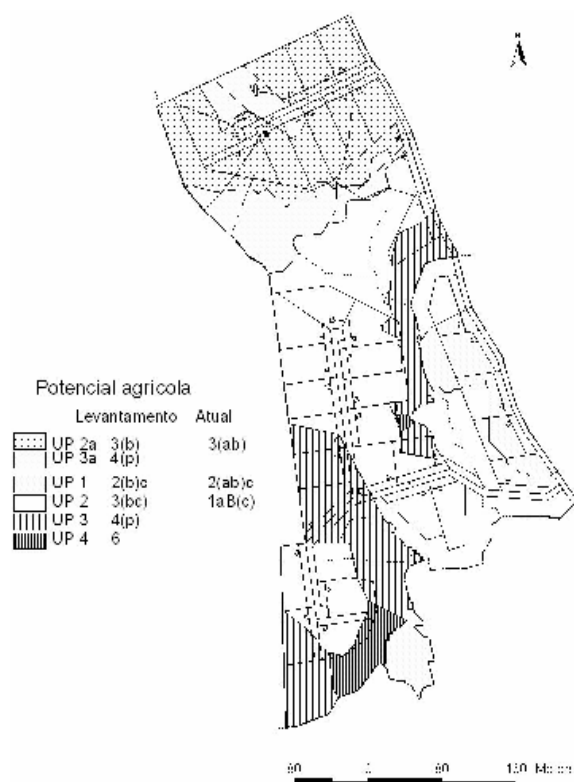 N
Potencial agricola
Levantamento Atual
UP 2a 3(b) 3(ab)
UP 3a 4(p)
UP 1 2(b)c 2(ab)c
UP 2 3(bc) 1aB(c)
UP 3 4(p)
UP 4 6